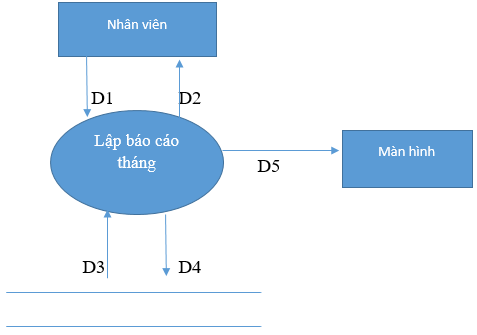 Nhân viên
D1
D2
Lập báo cáo
tháng
Màn hình
D5
D3
D4